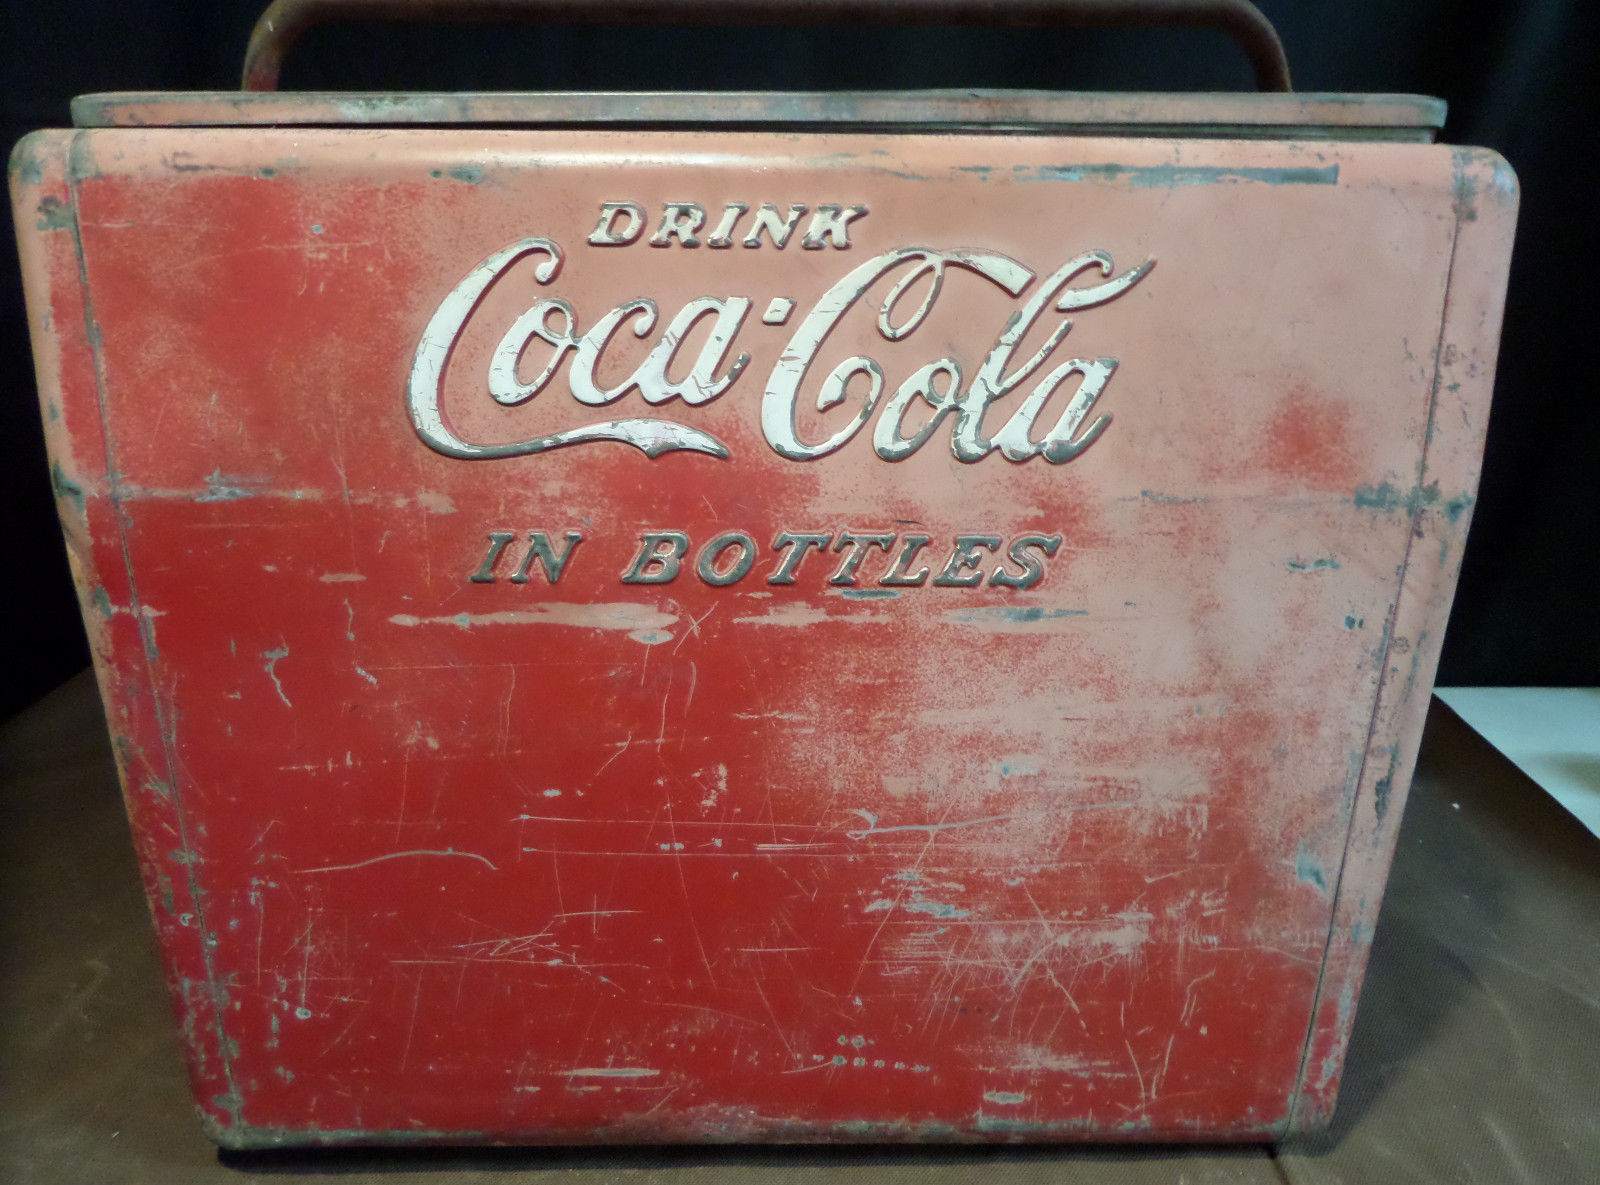 DRINK
Coca-Cola
IN BOTTLES